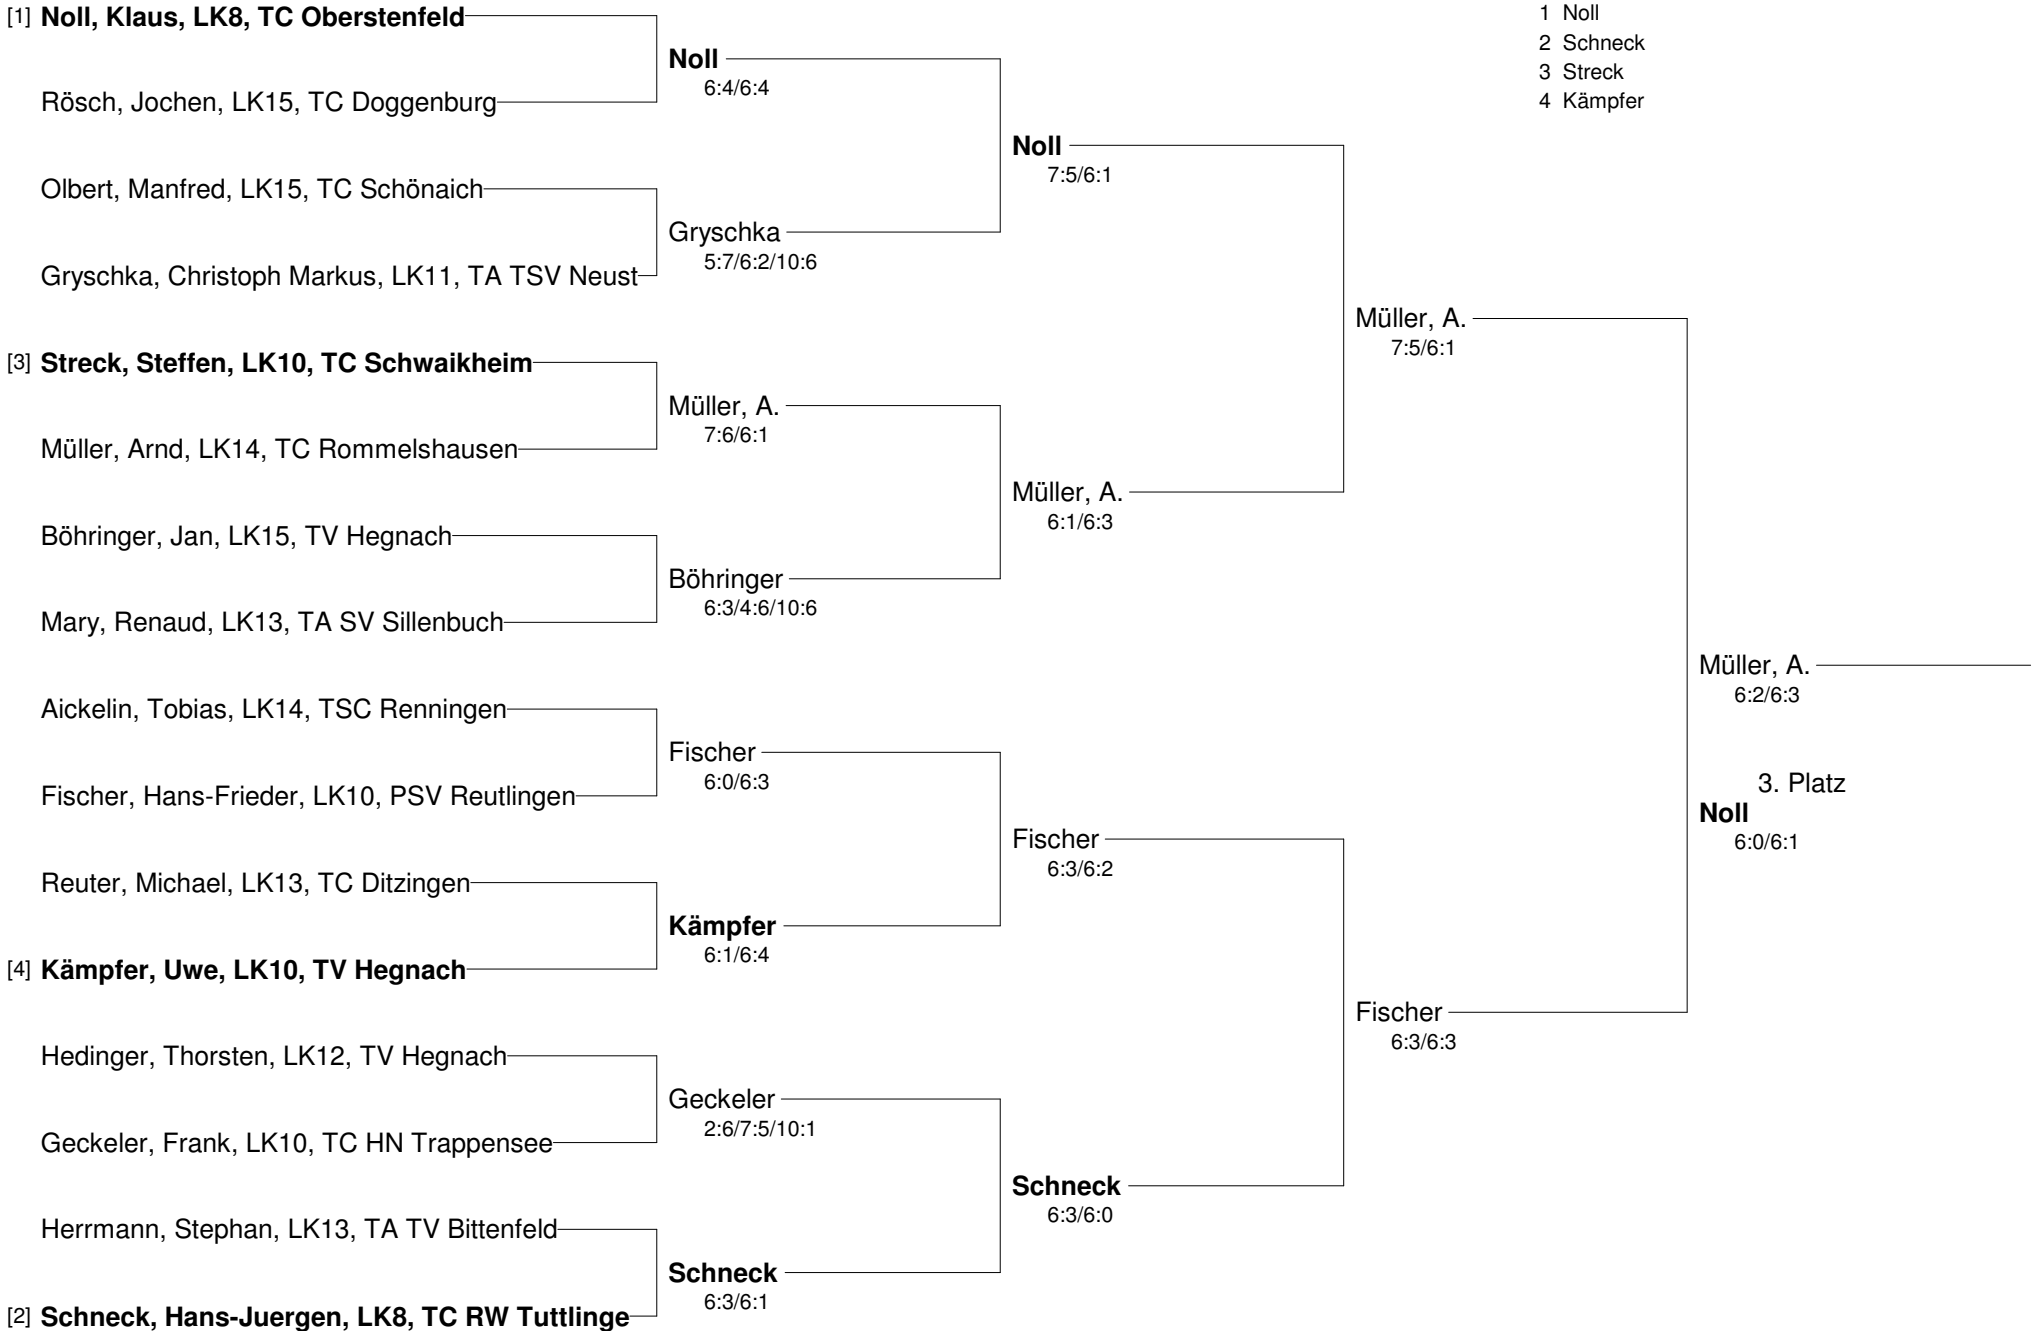 [1] Noll, Klaus, LK8, TC Oberstenfeld
Rösch, Jochen, LK15, TC Doggenburg
Olbert, Manfred, LK15, TC Schönaich
Gryschka, Christoph Markus, LK11, TA TSV Neust
[3] Streck, Steffen, LK10, TC Schwaikheim
Müller, Arnd, LK14, TC Rommelshausen
Böhringer, Jan, LK15, TV Hegnach
Mary, Renaud, LK13, TA SV Sillenbuch
Aickelin, Tobias, LK14, TSC Renningen
Fischer, Hans-Frieder, LK10, PSV Reutlingen
Reuter, Michael, LK13, TC Ditzingen
[4] Kämpfer, Uwe, LK10, TV Hegnach
Hedinger, Thorsten, LK12, TV Hegnach
Geckeler, Frank, LK10, TC HN Trappensee
Herrmann, Stephan, LK13, TA TV Bittenfeld
[2] Schneck, Hans-Juergen, LK8, TC RW Tuttlinge
Noll
6:4/6:4
Gryschka
5:7/6:2/10:6
Müller, A.
7:6/6:1
Böhringer
6:3/4:6/10:6
Fischer
6:0/6:3
Kämpfer
6:1/6:4
Geckeler
2:6/7:5/10:1
Schneck
6:3/6:1
Noll
7:5/6:1
Müller, A.
6:1/6:3
Fischer
6:3/6:2
Schneck
6:3/6:0
Müller, A.
7:5/6:1
Fischer
6:3/6:3
Müller, A.
6:2/6:3
3. Platz
Noll
6:0/6:1
1 Noll
2 Schneck
3 Streck
4 Kämpfer